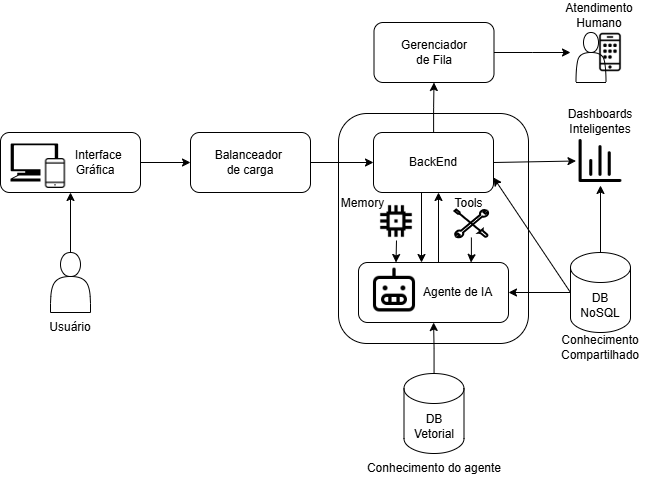 Atendimento
Humano
Gerenciador
de Fila
Dashboards
Inteligentes
Interface
Gráfica
Balanceador
de carga
BackEnd
Memory
Tools
Agente de IA
DB
NoSQL
Usuário
Conhecimento
Compartilhado
DB
Vetorial
Conhecimento do agente